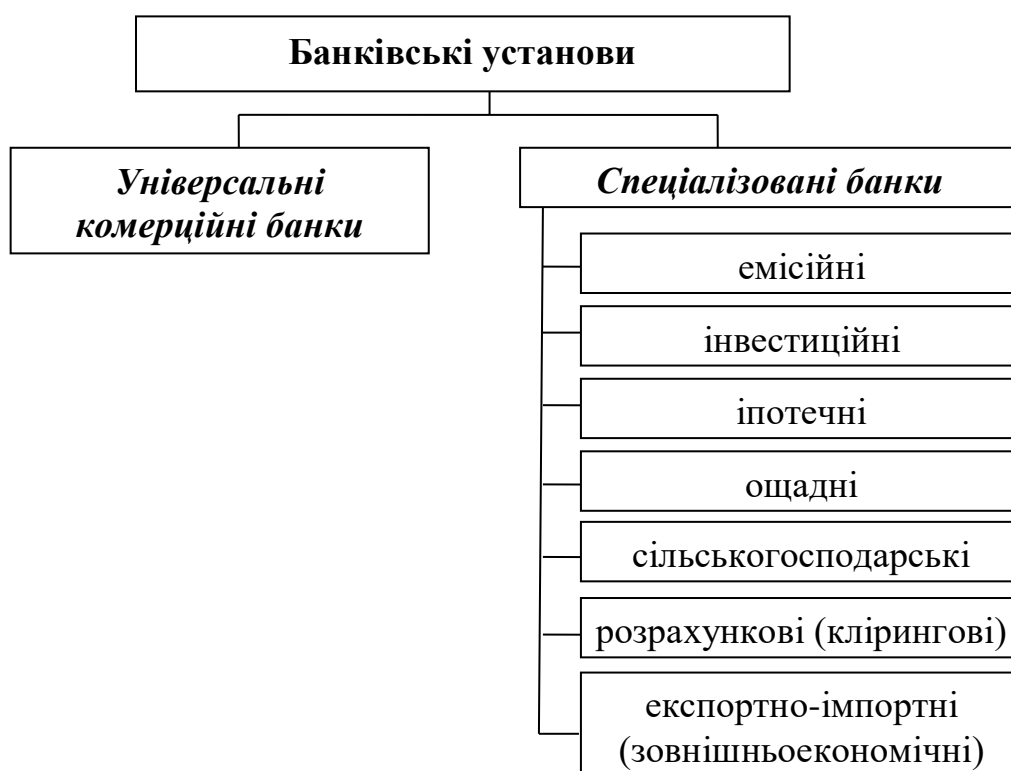 Банківські установи
Універсальні
комерційні банки
Спеціалізовані банки
емісійні
інвестиційні
іпотечні
ощадні
сільськогосподарські
розрахункові (клірингові)
експортно-імпортні
(зовнішньоекономічні)